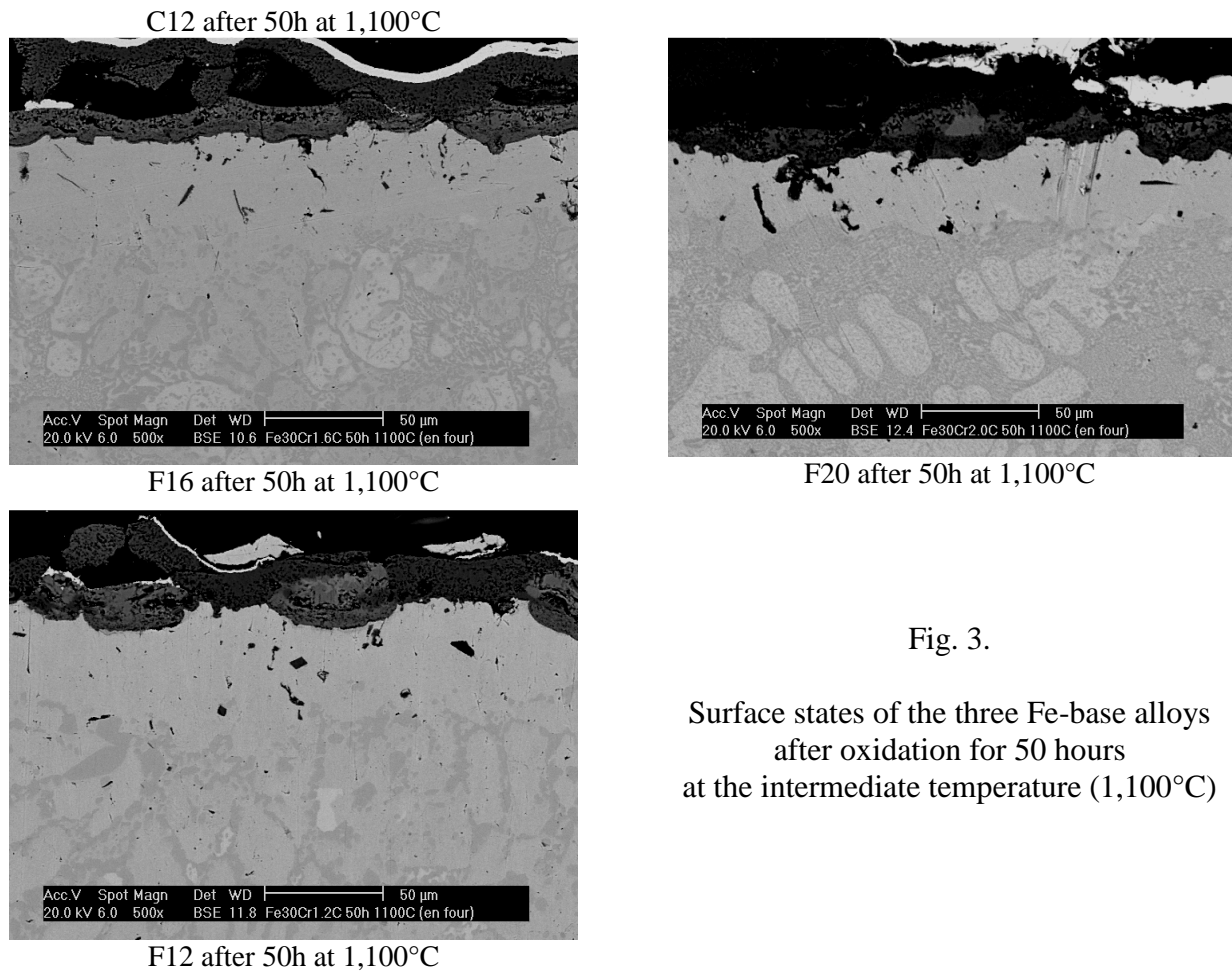 C12 after 50h at 1,100°C
Acc.V Spot Magn Det WD 50 µm
20.0 kV 6.0 500x BSE 10.6 Fe30Cr1.6C 50h 1100C (en four)
F16 after 50h at 1,100°C
Acc.V Spot Magn Det WD 50 µm
20.0 kV 6.0 500x BSE 12.4 Fe30Cr2.0C 50h 1100C (en four)
F20 after 50h at 1,100°C
Acc.V Spot Magn Det WD 50 µm
20.0 kV 6.0 500x BSE 11.8 Fe30Cr1.2C 50h 1100C (en four)
F12 after 50h at 1,100°C
Fig. 3.
Surface states of the three Fe-base alloys
after oxidation for 50 hours
at the intermediate temperature (1,100°C)